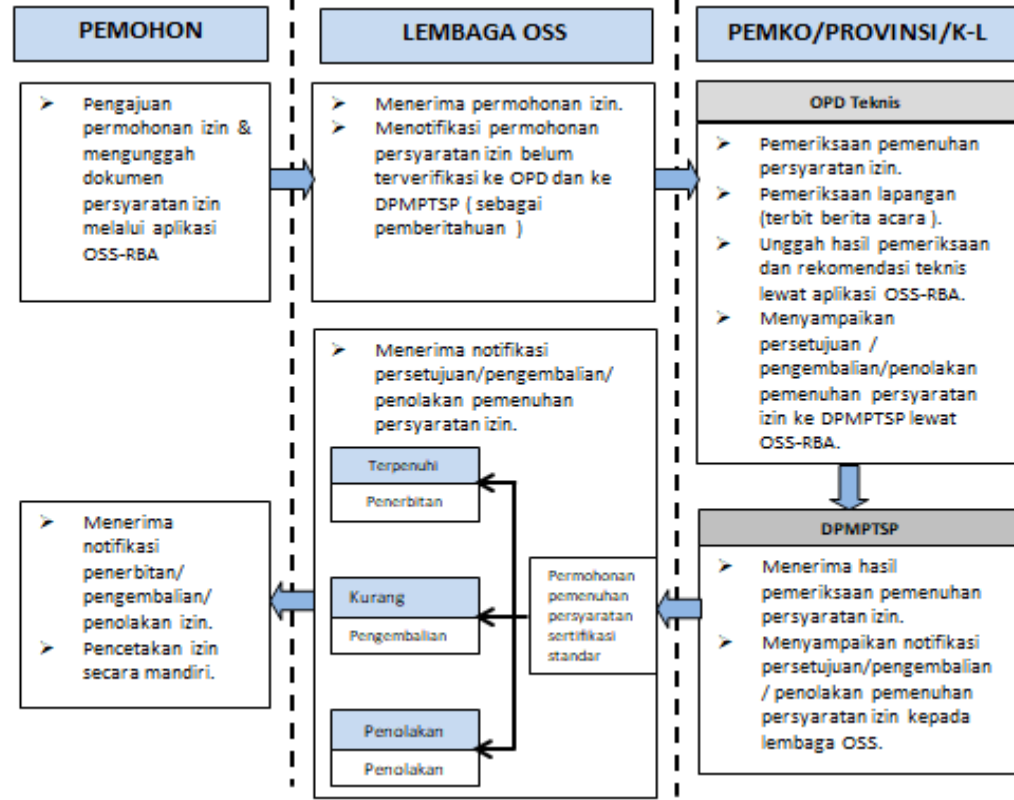 PEMOHON
LEMBAGA OSS
PEMKO/PROVINSI/K-L
➢ Pengajuan
permohonan izin &
mengunggah
dokumen
persyaratan izin
melalui aplikasi
OSS-RBA
➢ Menerima permohonan izin.
➢ Menotifikasi permohonan
persyaratan izin belum
terverifikasi ke OPD dan ke
DPMPTSP ( sebagai
pemberitahuan )
OPD Teknis
➢ Pemeriksaan pemenuhan
persyaratan izin.
➢ Pemeriksaan lapangan
(terbit berita acara ).
➢ Unggah hasil pemeriksaan
dan rekomendasi teknis
lewat aplikasi OSS-RBA.
➢ Menyampaikan
persetujuan /
pengembalian/penolakan
pemenuhan persyaratan
izin ke DPMPTSP lewat
OSS-RBA.
DPMPTSP
➢ Menerima hasil
pemeriksaan pemenuhan
persyaratan izin.
➢ Menyampaikan notifikasi
persetujuan/pengembalian
/ penolakan pemenuhan
persyaratan izin kepada
lembaga OSS.
➢ Menerima notifikasi
persetujuan/pengembalian/
penolakan pemenuhan
persyaratan izin.
Terpenuhi
Penerbitan
Kurang
Pengembalian
Penolakan
Penolakan
Permohonan
pemenuhan
persyaratan
sertifikasi
standar
➢ Menerima
notifikasi
penerbitan/
pengembalian/
penolakan izin.
➢ Pencetakan izin
secara mandiri.